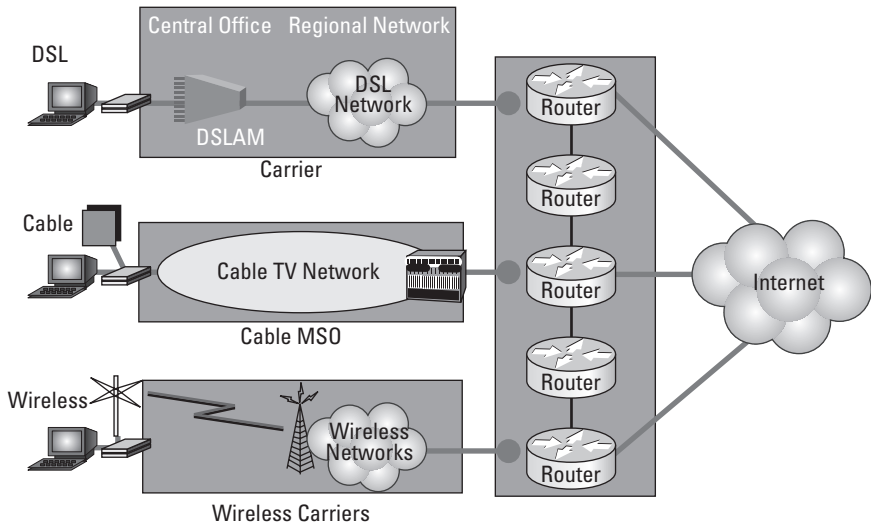 Central Office Regional Network
DSL
DSL
Network
DSLAM
Carrier
Router
Router
Cable
Cable TV Network
Router
Internet
Cable MSO
Router
Wireless
Wireless
Networks
Router
Wireless Carriers